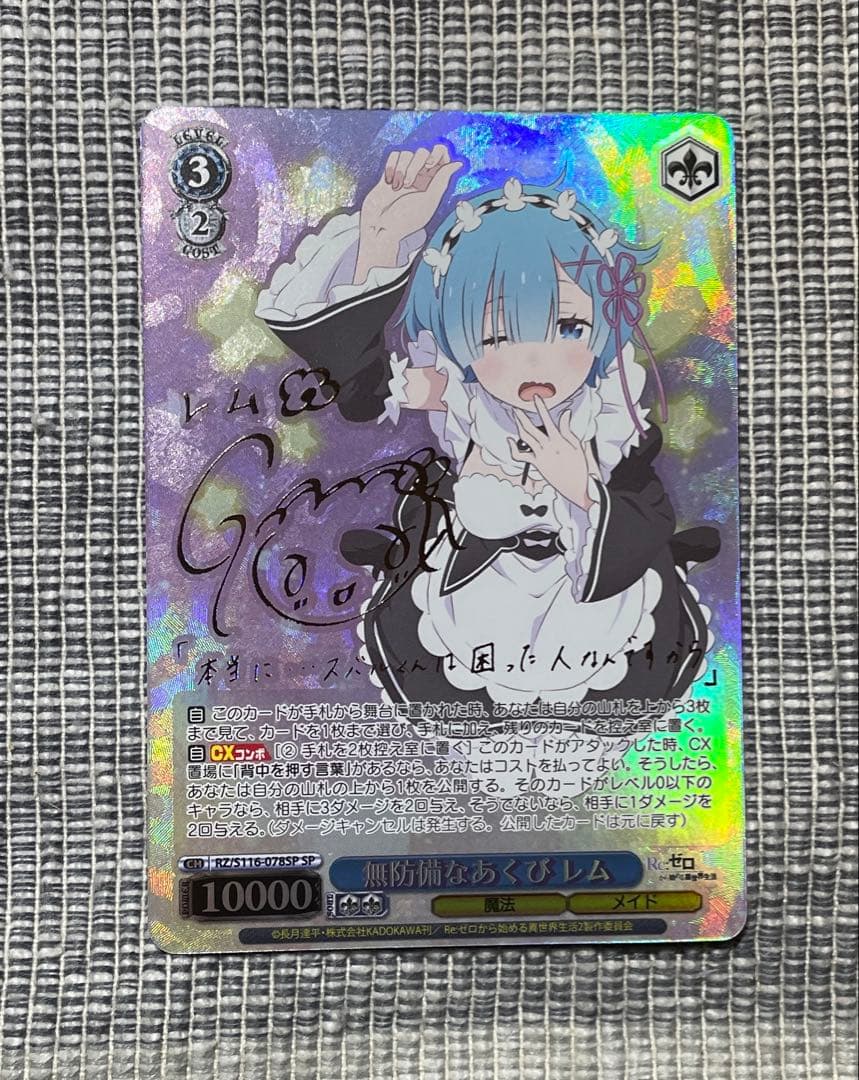 LEVEL
3
2
COST
レム
「本当に…スバルくんは困った人なんですから」
自 このカードが手札から舞台に置かれた時、あなたは自分の山札を上から3枚
まで見て、カードを1枚まで選び、手札に加え、残りのカードを控え室に置く。
自 CXコンボ [② 手札を2枚控え室に置く] このカードがアタックした時、CX
置場に「背中を押す言葉」があるなら、あなたはコストを払ってよい。そうしたら、
あなたは自分の山札の上から1枚を公開する。そのカードがレベル0以下の
キャラなら、相手に3ダメージを2回与え、そうでないなら、相手に1ダメージを
2回与える。(ダメージキャンセルは発生する。公開したカードは元に戻す)
CH RZ/S116-078SP SP
無防備なあくび レム
Re:ゼロ
から始める異世界生活
POWER
10000
SOUL
魔法
メイド
©長月達平・株式会社KADOKAWA刊/Re:ゼロから始める異世界生活2製作委員会